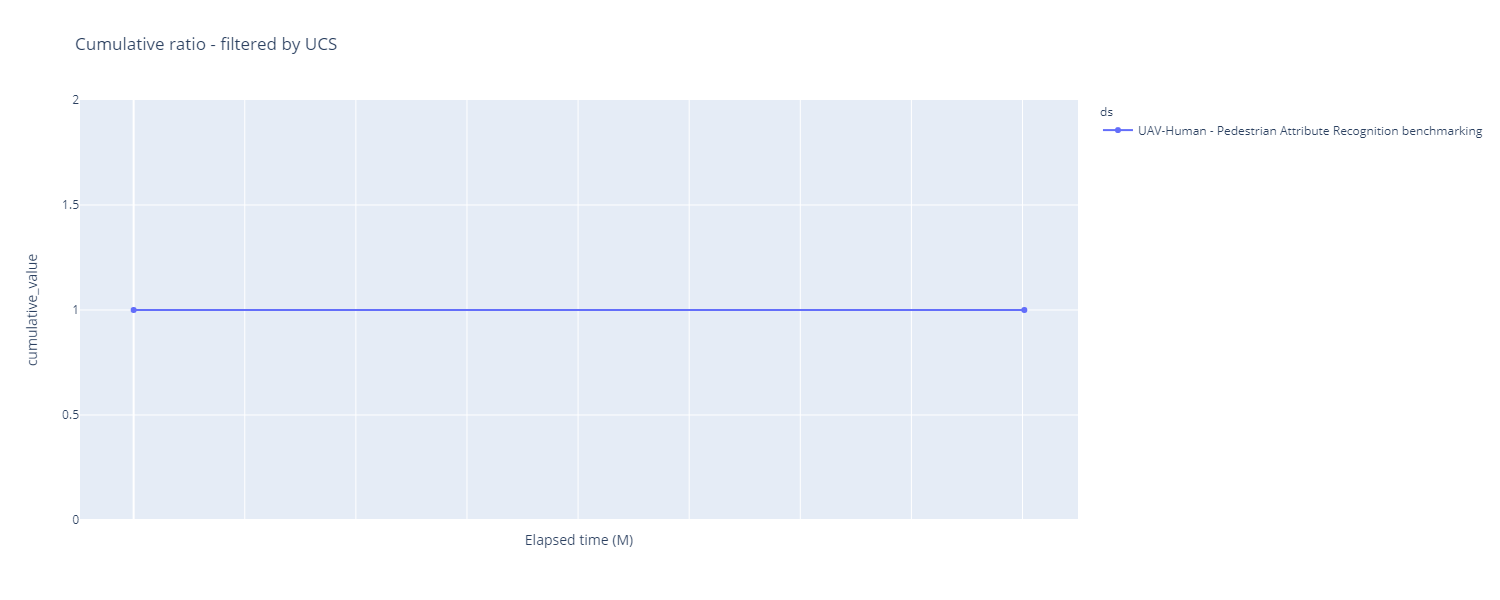 Cumulative ratio - filtered by UCS
2
1.5
1
0.5
0
cumulative_value
Elapsed time (M)
ds
UAV-Human - Pedestrian Attribute Recognition benchmarking